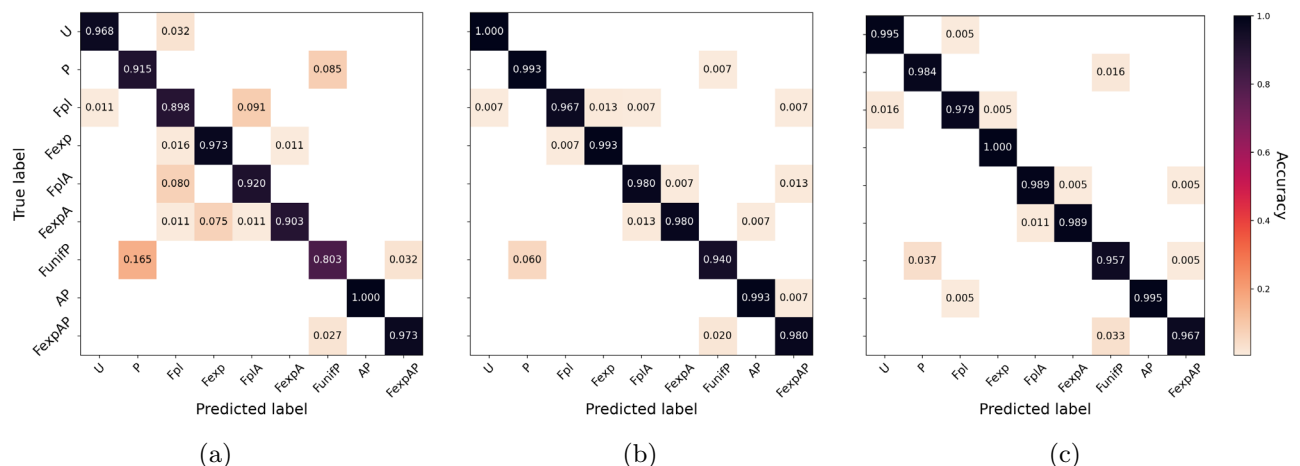 True label
U
P
Fpl
Fexp
FplA
FexpA
FunifP
AP
FexpAP
0.968 0.032
0.915 0.085
0.011 0.898 0.091
0.016 0.973 0.011
0.080 0.920
0.011 0.075 0.011 0.903
0.165 0.803 0.032
1.000
0.027 0.973
U P Fpl Fexp FplA FexpA FunifP AP FexpAP
Predicted label
(a)
1.000
0.993 0.007
0.007 0.967 0.013 0.007 0.007
0.007 0.993
0.980 0.007 0.013
0.013 0.980 0.007
0.060 0.940
0.993 0.007
0.020 0.980
U P Fpl Fexp FplA FexpA FunifP AP FexpAP
Predicted label
(b)
0.995 0.005
0.984 0.016
0.016 0.979 0.005
1.000
0.989 0.005 0.005
0.011 0.989
0.037 0.957 0.005
0.005 0.995
0.033 0.967
U P Fpl Fexp FplA FexpA FunifP AP FexpAP
Predicted label
(c)
1.0
0.8
0.6
0.4
0.2
Accuracy